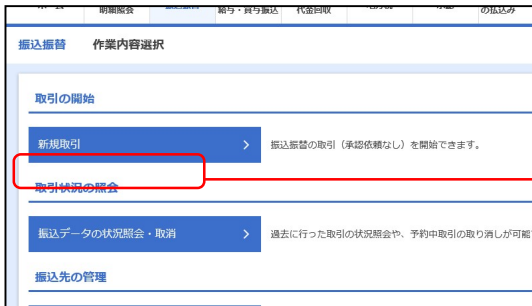 明細照会
給与・賞与振込
代金回収
の払込み
振込振替 作業内容選択
取引の開始
新規取引
振込振替の取引（承認依頼なし）を開始できます。
取引状況の照会
振込データの状況照会・取消
過去に行った取引の状況照会や、予約中取引の取り消しが可能
振込先の管理